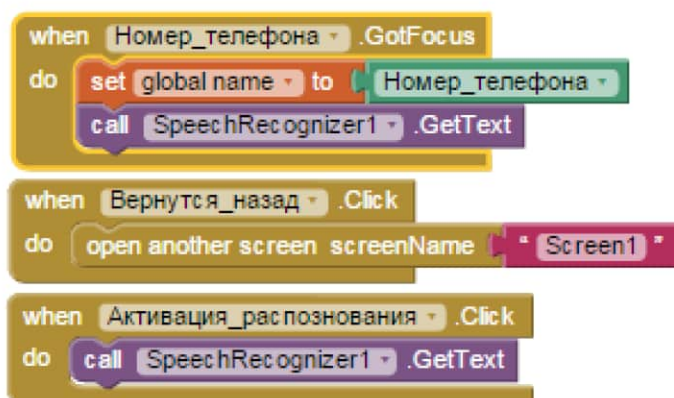 when Номер_телефона .GotFocus
do set global name to Номер_телефона
call SpeechRecognizer1 .GetText
when Вернутся_назад .Click
do open another screen screenName " Screen1 "
when Активация_распознования .Click
do call SpeechRecognizer1 .GetText